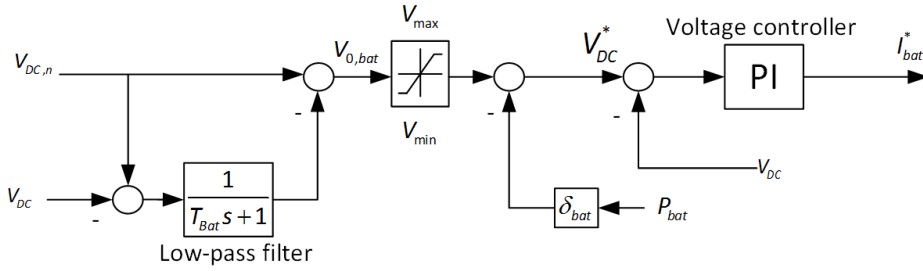 V_max
Voltage controller
V_DC,n
V_0,bat
V*_DC
I*_bat
PI
-
-
-
V_min
V_DC
V_DC
-
1
T_Bat s + 1
δ_bat
P_bat
Low-pass filter